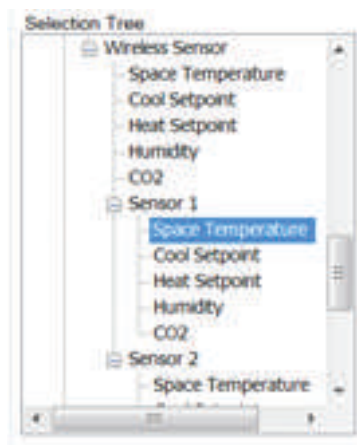 Selection Tree
Wireless Sensor
Space Temperature
Cool Setpoint
Heat Setpoint
Humidity
CO2
Sensor 1
Space Temperature
Cool Setpoint
Heat Setpoint
Humidity
CO2
Sensor 2
Space Temperature